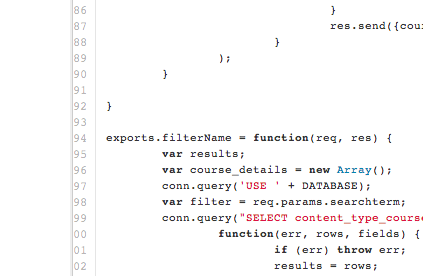 86 }
87 res.send({cou
88 }
89 );
90 }
91
92 }
93
94 exports.filterName = function(req, res) {
95 var results;
96 var course_details = new Array();
97 conn.query('USE ' + DATABASE);
98 var filter = req.params.searchterm;
99 conn.query("SELECT content_type_course
00 function(err, rows, fields) {
01 if (err) throw err;
02 results = rows;